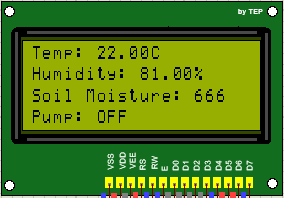 by TEP
Temp: 22.00C
Humidity: 81.00%
Soil Moisture: 666
Pump: OFF
VSS VDD VEE RS RW E D0 D1 D2 D3 D4 D5 D6 D7